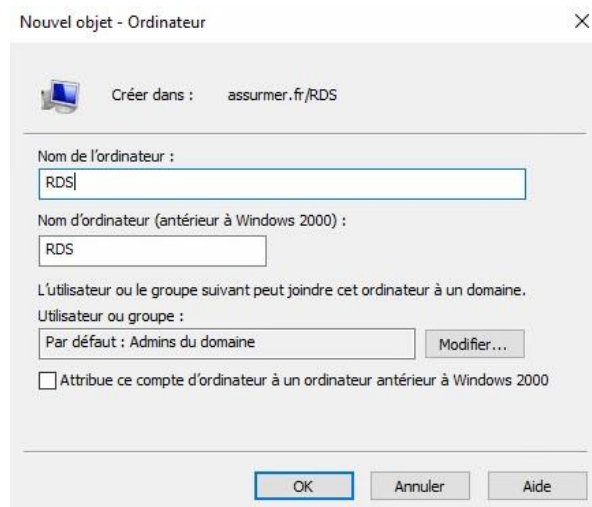 Nouvel objet - Ordinateur
Créer dans : assurmer.fr/RDS
Nom de l'ordinateur :
RDS
Nom d'ordinateur (antérieur à Windows 2000) :
RDS
L'utilisateur ou le groupe suivant peut joindre cet ordinateur à un domaine.
Utilisateur ou groupe :
Par défaut : Admins du domaine
Modifier...
Attribue ce compte d'ordinateur à un ordinateur antérieur à Windows 2000
OK Annuler Aide